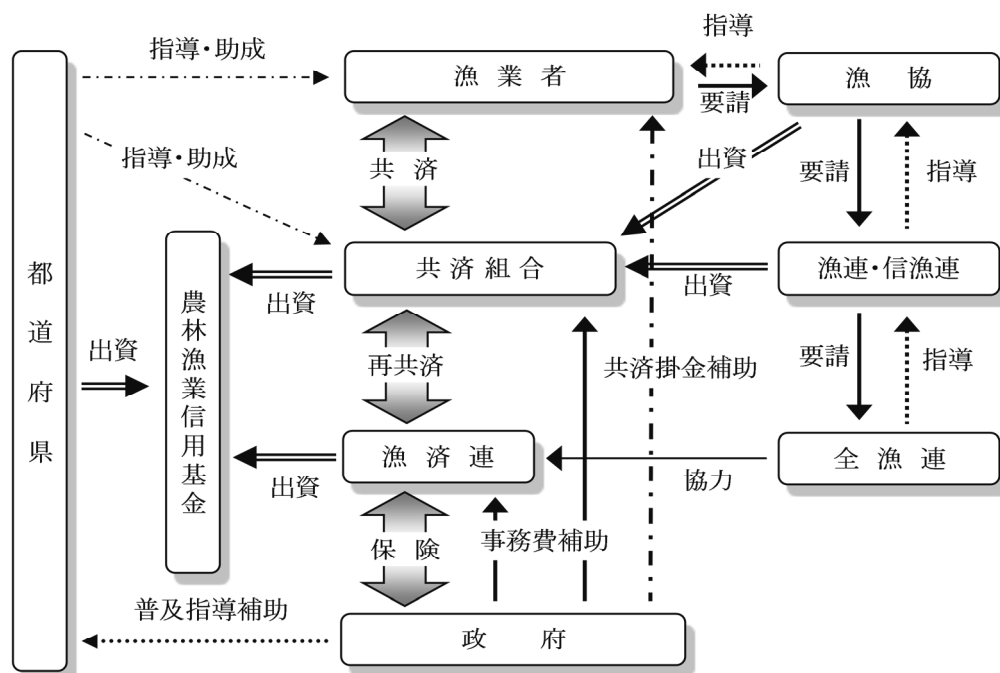 指導・助成
漁業者
指導
要請
漁協
指導・助成
共済
出資
要請
指導
都道府県
農林漁業信用基金
出資
共済組合
出資
漁連・信漁連
出資
再共済
共済掛金補助
要請
指導
出資
漁済連
協力
全漁連
保険
事務費補助
普及指導補助
政府